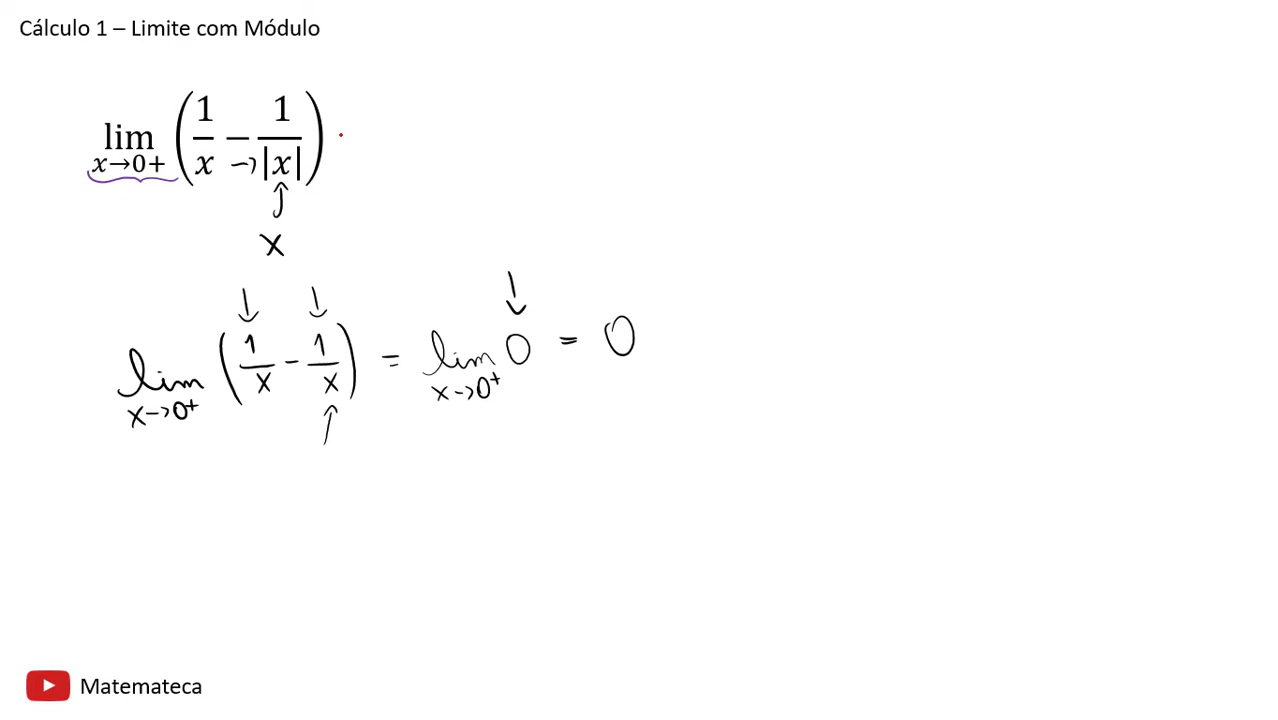 Cálculo 1 – Limite com Módulo
lim x→0+ (1/x − 1/|x|)
→
x
lim x→0⁺ (1/x − 1/x) = lim x→0⁺ 0 = 0
Matemateca